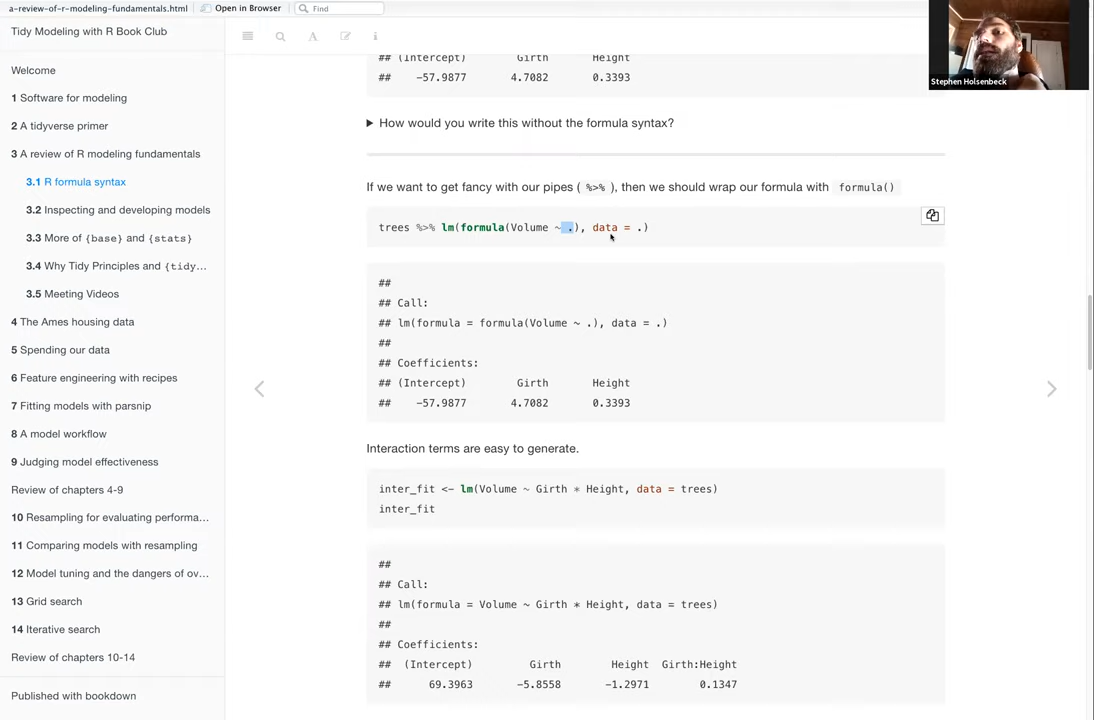 a-review-of-r-modeling-fundamentals.html
Open in Browser
Find
Tidy Modeling with R Book Club
Welcome
1 Software for modeling
2 A tidyverse primer
3 A review of R modeling fundamentals
3.1 R formula syntax
3.2 Inspecting and developing models
3.3 More of {base} and {stats}
3.4 Why Tidy Principles and {tidy…
3.5 Meeting Videos
4 The Ames housing data
5 Spending our data
6 Feature engineering with recipes
7 Fitting models with parsnip
8 A model workflow
9 Judging model effectiveness
Review of chapters 4-9
10 Resampling for evaluating performa…
11 Comparing models with resampling
12 Model tuning and the dangers of ov…
13 Grid search
14 Iterative search
Review of chapters 10-14
Published with bookdown
## (Intercept) Girth Height
## -57.9877 4.7082 0.3393
How would you write this without the formula syntax?
If we want to get fancy with our pipes ( %>% ), then we should wrap our formula with formula()
trees %>% lm(formula(Volume ~ .), data = .)
##
## Call:
## lm(formula = formula(Volume ~ .), data = .)
##
## Coefficients:
## (Intercept) Girth Height
## -57.9877 4.7082 0.3393
Interaction terms are easy to generate.
inter_fit <- lm(Volume ~ Girth * Height, data = trees)
inter_fit
##
## Call:
## lm(formula = Volume ~ Girth * Height, data = trees)
##
## Coefficients:
## (Intercept) Girth Height Girth:Height
## 69.3963 -5.8558 -1.2971 0.1347
Stephen Holsenbeck